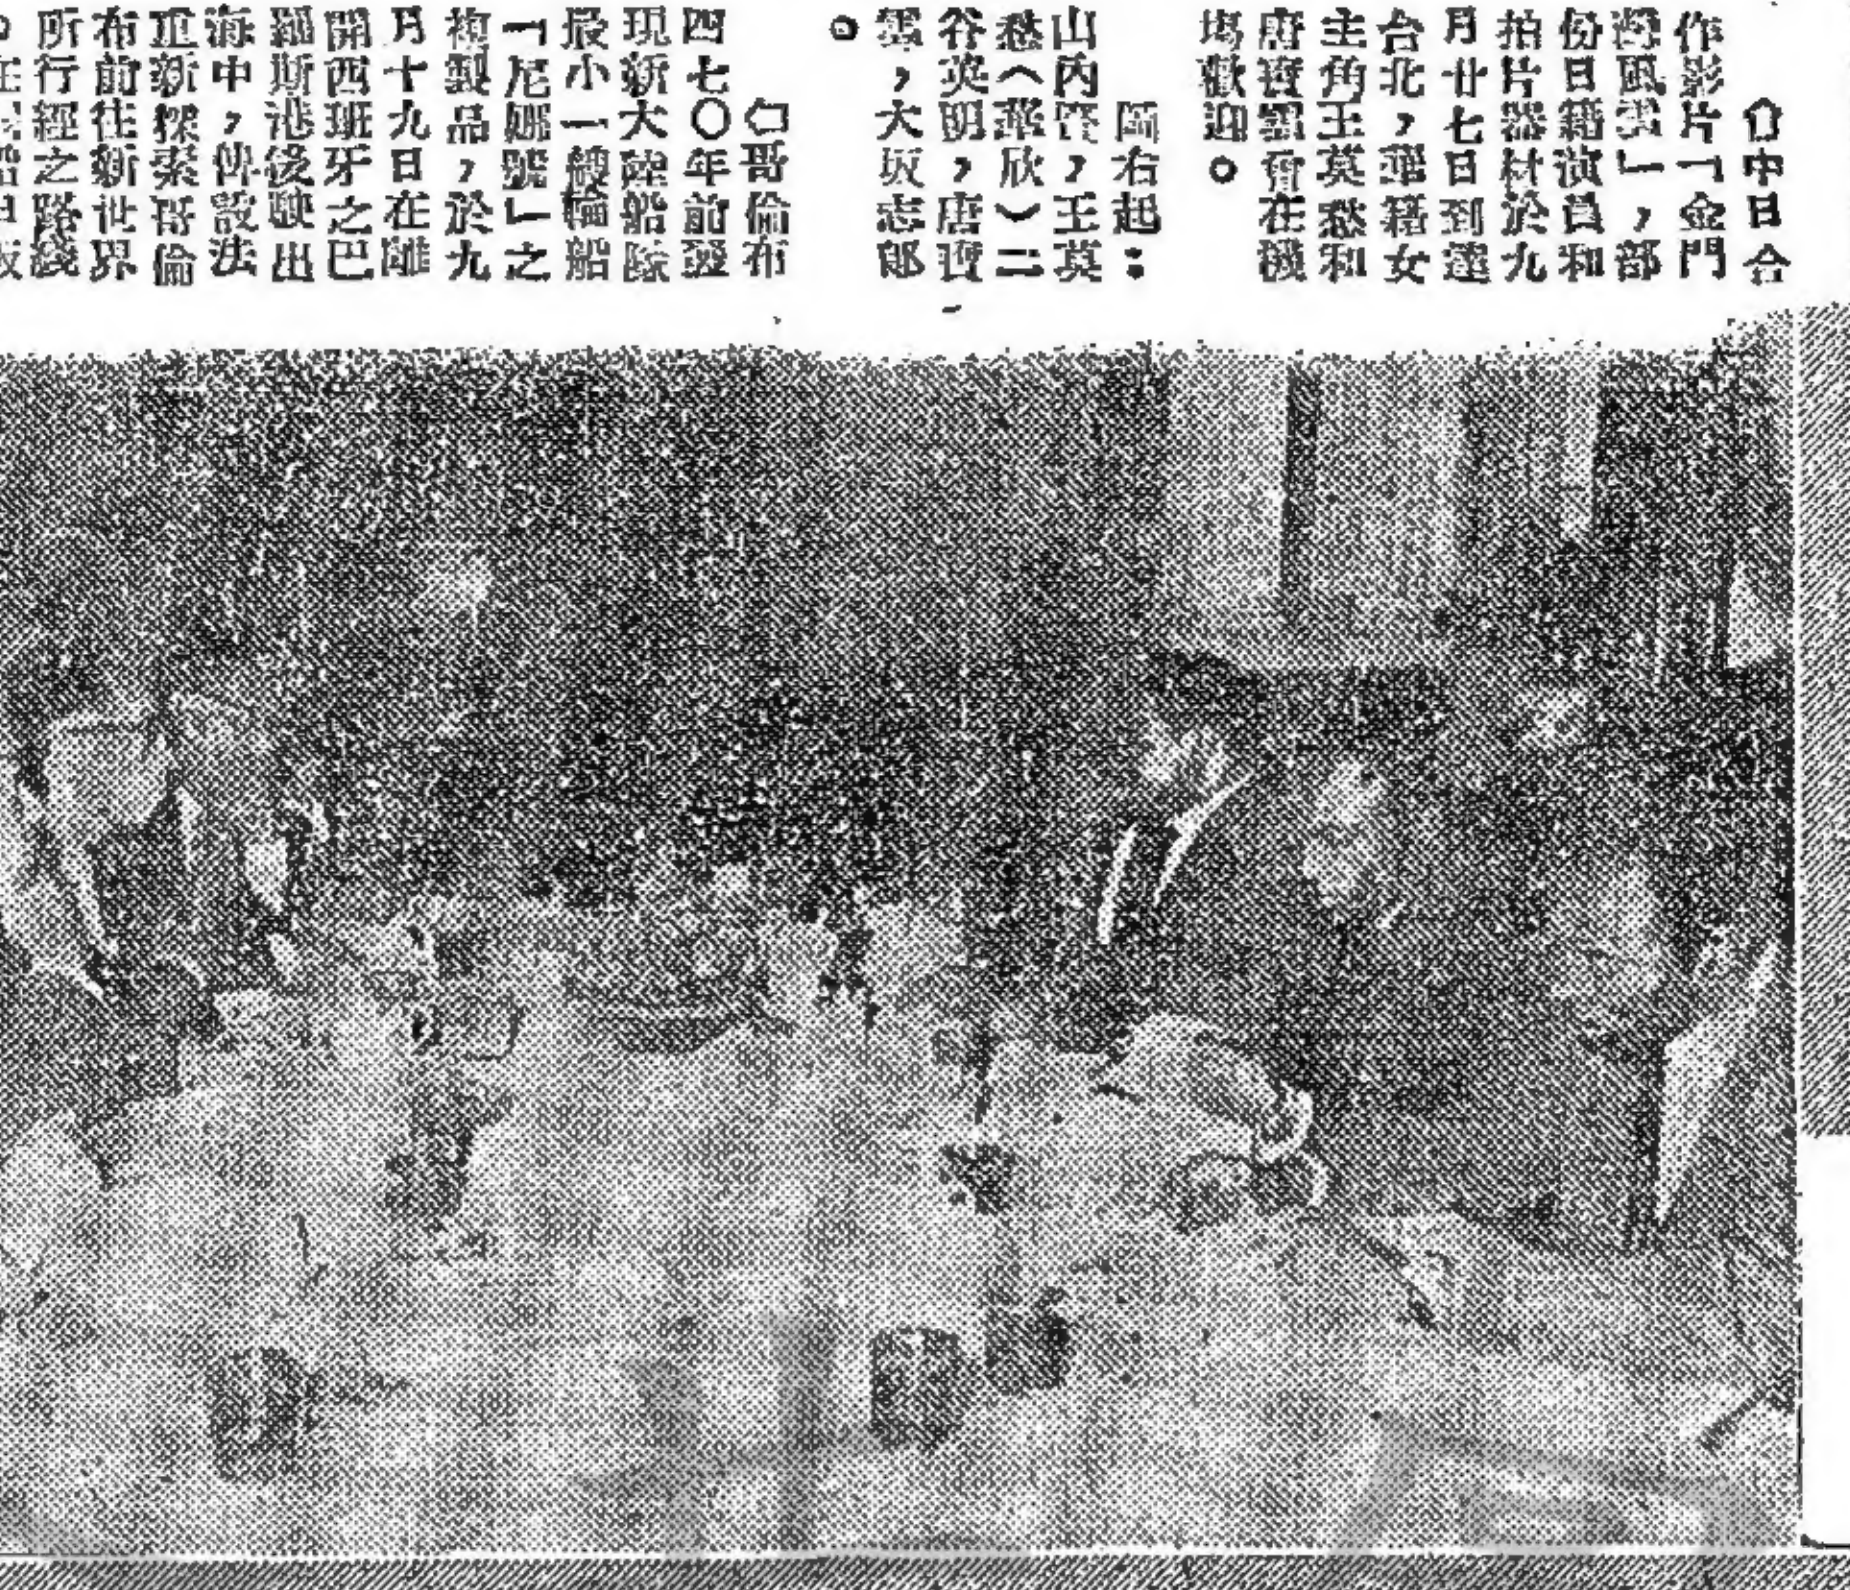 ⇧中日合
作影片「金門
灣風雲」，部
份日籍演員和
拍片器材於九
月廿七日到達
台北，華籍女
主角王莫愁和
唐寶雲會在機
場歡迎。
圖右起：
山內賢，王莫
愁（華欣）二
谷英明，唐寶
雲，大坂志郎
。
⇦哥倫布
四七〇年前發
現新大陸船隊
最小一艘輪船
「尼娜號」之
複製品，於九
月十九日在離
開西班牙之巴
羅斯港後駛出
海中，俾設法
重新探索哥倫
布前往新世界
所行經之路綫